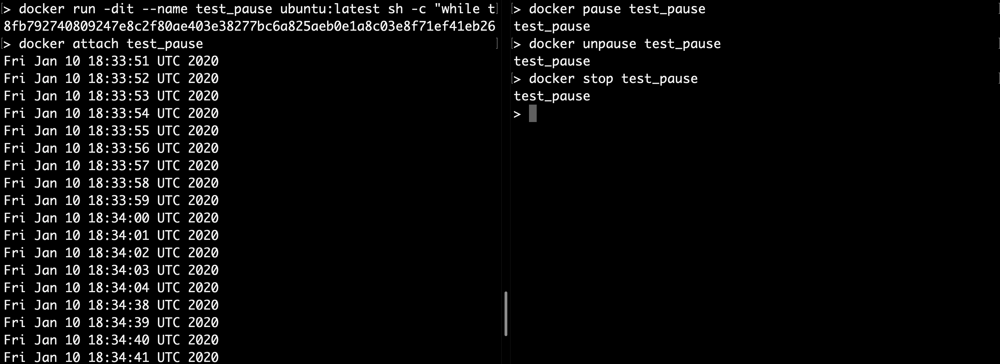 [> docker run -dit --name test_pause ubuntu:latest sh -c "while t]
8fb792740809247e8c2f80ae403e38277bc6a825aeb0e1a8c03e8f71ef41eb26
[> docker attach test_pause ]
Fri Jan 10 18:33:51 UTC 2020
Fri Jan 10 18:33:52 UTC 2020
Fri Jan 10 18:33:53 UTC 2020
Fri Jan 10 18:33:54 UTC 2020
Fri Jan 10 18:33:55 UTC 2020
Fri Jan 10 18:33:56 UTC 2020
Fri Jan 10 18:33:57 UTC 2020
Fri Jan 10 18:33:58 UTC 2020
Fri Jan 10 18:33:59 UTC 2020
Fri Jan 10 18:34:00 UTC 2020
Fri Jan 10 18:34:01 UTC 2020
Fri Jan 10 18:34:02 UTC 2020
Fri Jan 10 18:34:03 UTC 2020
Fri Jan 10 18:34:04 UTC 2020
Fri Jan 10 18:34:38 UTC 2020
Fri Jan 10 18:34:39 UTC 2020
Fri Jan 10 18:34:40 UTC 2020
Fri Jan 10 18:34:41 UTC 2020
[> docker pause test_pause ]
test_pause
[> docker unpause test_pause ]
test_pause
[> docker stop test_pause ]
test_pause
>